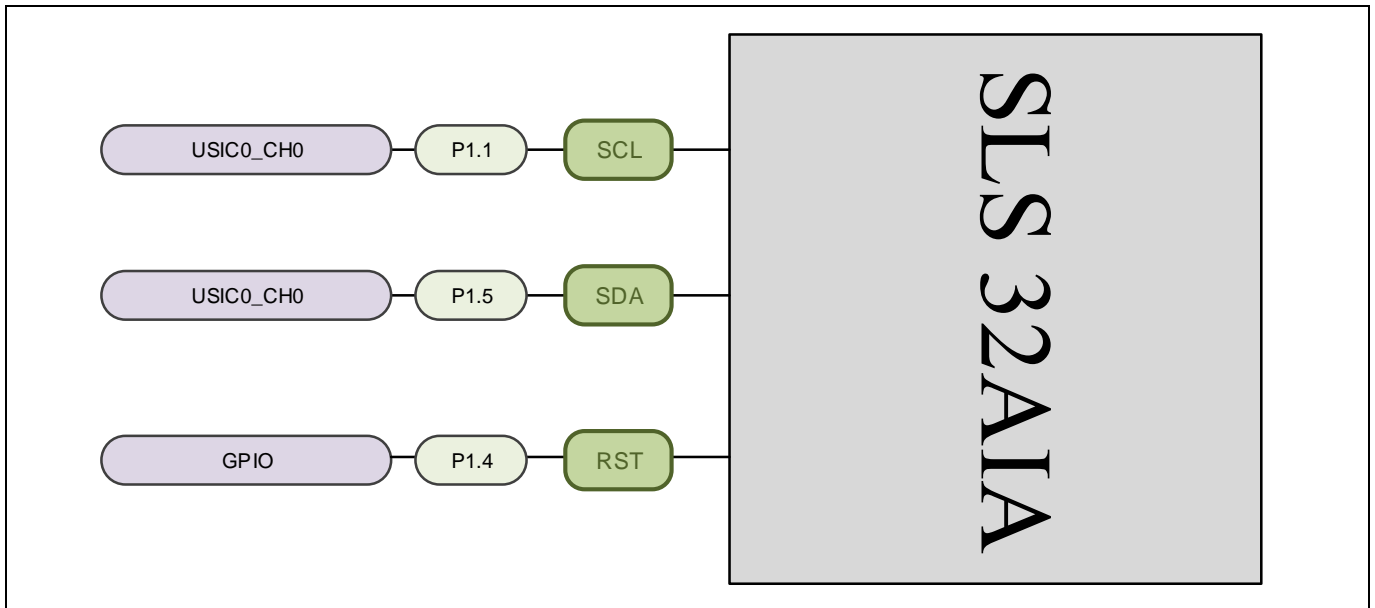 USIC0_CH0 P1.1 SCL
USIC0_CH0 P1.5 SDA
GPIO P1.4 RST
SLS 32AIA